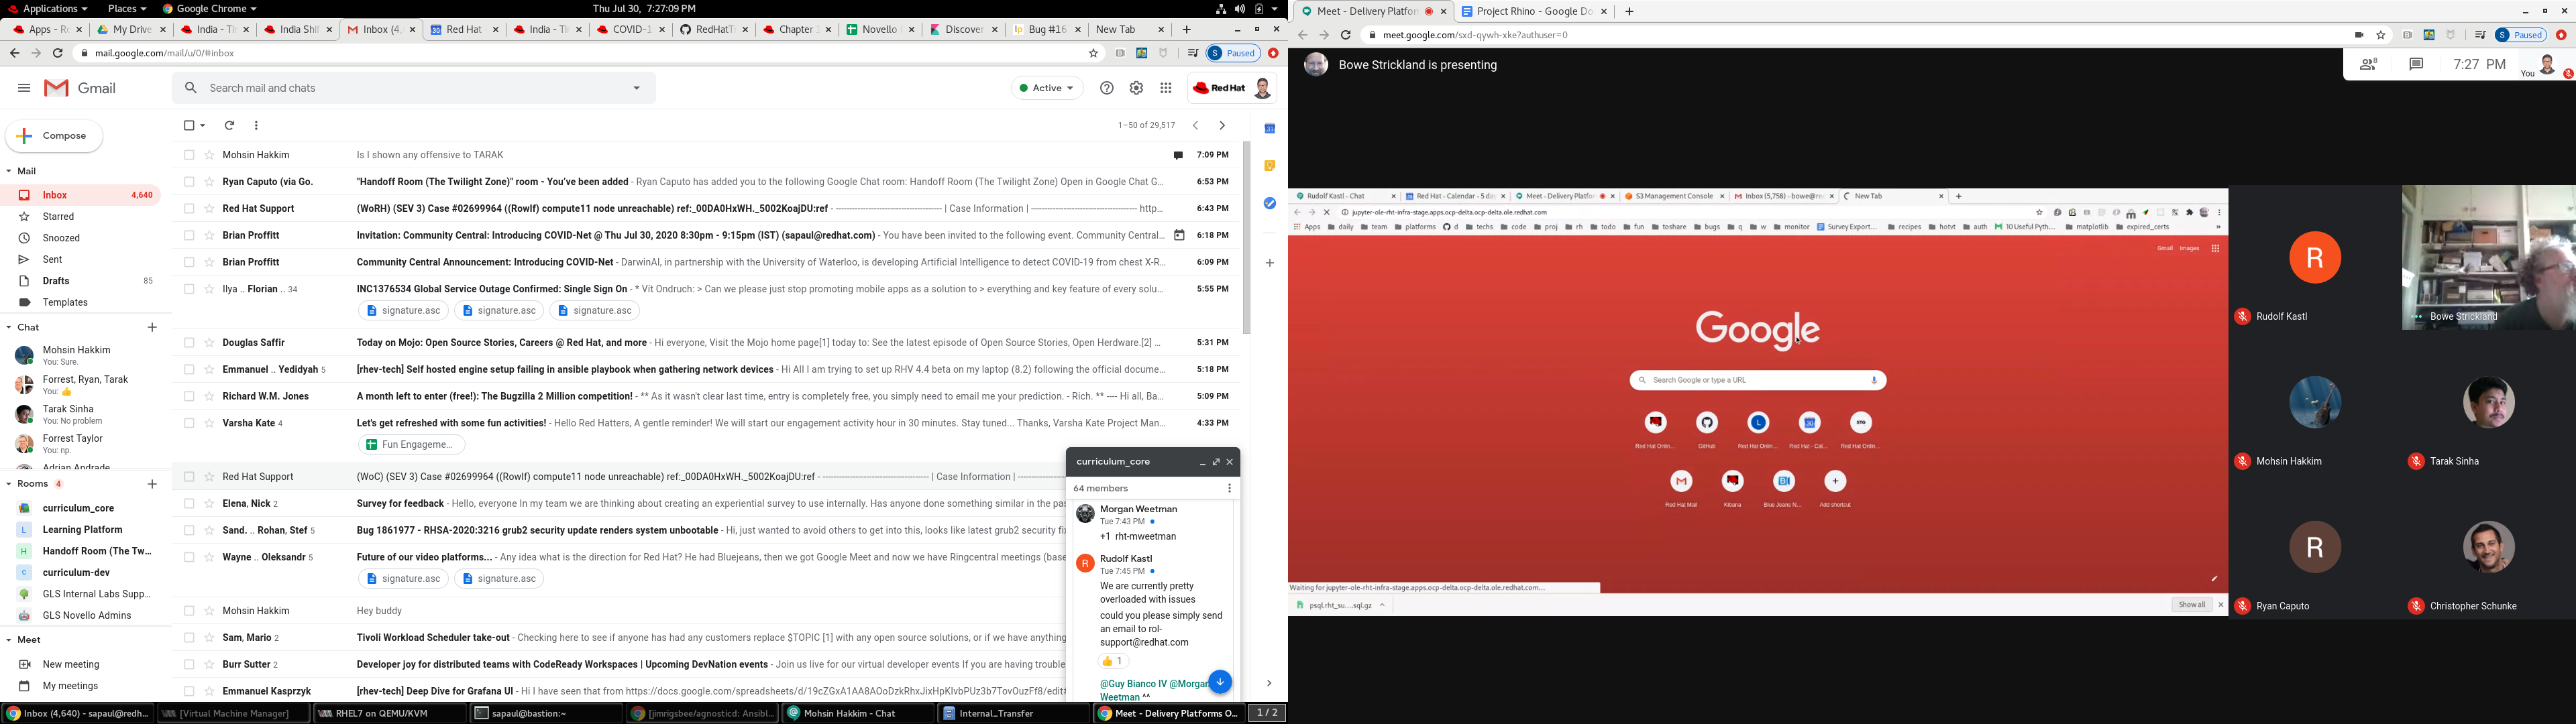 Applications Places Google Chrome Thu Jul 30, 7:27:09 PM
Apps - R My Drive India - Ti India Shif Inbox (4, Red Hat India - Ti COVID-1 RedHatT Chapter Novello Discover Bug #16 New Tab
mail.google.com/mail/u/0/#inbox Paused
Gmail Search mail and chats Active Red Hat
Compose 1–50 of 29,517
Mail
Inbox 4,640
Starred
Snoozed
Sent
Drafts 85
Templates
Chat
Mohsin Hakkim
You: Sure.
Forrest, Ryan, Tarak
You: 👍
Tarak Sinha
You: No problem
Forrest Taylor
You: np.
Adrian Andrade
Rooms 4
curriculum_core
Learning Platform
Handoff Room (The Tw...
curriculum-dev
GLS Internal Labs Supp...
GLS Novello Admins
Meet
New meeting
My meetings
Mohsin Hakkim Is I shown any offensive to TARAK 7:09 PM
Ryan Caputo (via Go. "Handoff Room (The Twilight Zone)" room - You've been added - Ryan Caputo has added you to the following Google Chat room: Handoff Room (The Twilight Zone) Open in Google Chat G... 6:53 PM
Red Hat Support (WoRH) (SEV 3) Case #02699964 ((Rowlf) compute11 node unreachable) ref:_00DA0HxWH._5002KoajDU:ref - | Case Information | http... 6:43 PM
Brian Proffitt Invitation: Community Central: Introducing COVID-Net @ Thu Jul 30, 2020 8:30pm - 9:15pm (IST) (sapaul@redhat.com) - You have been invited to the following event. Community Central... 6:18 PM
Brian Proffitt Community Central Announcement: Introducing COVID-Net - DarwinAI, in partnership with the University of Waterloo, is developing Artificial Intelligence to detect COVID-19 from chest X-R... 6:09 PM
Ilya .. Florian .. 34 INC1376534 Global Service Outage Confirmed: Single Sign On - * Vít Ondruch: > Can we please just stop promoting mobile apps as a solution to > everything and key feature of every solu... 5:55 PM
signature.asc signature.asc signature.asc
Douglas Saffir Today on Mojo: Open Source Stories, Careers @ Red Hat, and more - Hi everyone, Visit the Mojo home page[1] today to: See the latest episode of Open Source Stories, Open Herdware.[2] ... 5:31 PM
Emmanuel .. Yedidyah 5 [rhev-tech] Self hosted engine setup failing in ansible playbook when gathering network devices - Hi All I am trying to set up RHV 4.4 beta on my laptop (8.2) following the official docume... 5:18 PM
Richard W.M. Jones A month left to enter (free!): The Bugzilla 2 Million competition! - ** As it wasn't clear last time, entry is completely free, you simply need to email me your prediction. - Rich. ** ---- Hi all, Ba... 5:09 PM
Varsha Kate 4 Let's get refreshed with some fun activities! - Hello Red Hatters, A gentle reminder! We will start our engagement activity hour in 30 minutes. Stay tuned... Thanks, Varsha Kate Project Man... 4:33 PM
Fun Engageme...
Red Hat Support (WoC) (SEV 3) Case #02699964 ((Rowlf) compute11 node unreachable) ref:_00DA0HxWH._5002KoajDU:ref - | Case Information |
Elena, Nick 2 Survey for feedback - Hello, everyone In my team we are thinking about creating an experimental survey to use internally. Has anyone done something similar in the pas
Sand. .. Rohan, Stef 5 Bug 1861977 - RHSA-2020:3216 grub2 security update renders system unbootable - Hi, just wanted to avoid others to get into this, looks like latest grub2 security fix
Wayne .. Oleksandr 5 Future of our video platforms... - Any idea what is the direction for Red Hat? He had Bluejeans, then we got Google Meet and now we have Ringcentral meetings (base
signature.asc signature.asc
Mohsin Hakkim Hey buddy
Sam, Mario 2 Tivoli Workload Scheduler take-out - Checking here to see if anyone has had any customers replace $TOPIC [1] with any open source solutions, or if we have anything
Burr Sutter 2 Developer joy for distributed teams with CodeReady Workspaces | Upcoming DevNation events - Join us live for our virtual developer events If you are having trouble
Emmanuel Kasprzyk [rhev-tech] Deep Dive for Grafana UI - Hi I have seen that from https://docs.google.com/spreadsheets/d/19cZGxA1AA8AOoDzkRhxJixHpKIvbPUz3b7TovOuzFf8/edit
curriculum_core
64 members
Morgan Weetman
Tue 7:43 PM
+1 rht-mweetman
Rudolf Kastl
Tue 7:45 PM
We are currently pretty
overloaded with issues
could you please simply send
an email to rol-
support@redhat.com
👍 1
@Guy Bianco IV @Morgan
Weetman ^^
Inbox (4,640) - sapaul@redh... [Virtual Machine Manager] RHEL7 on QEMU/KVM sapaul@bastion:~ [jimrigsbee/agnosticd: Ansibl... Mohsin Hakkim - Chat Internal_Transfer Meet - Delivery Platforms O... 1 / 2
Meet - Delivery Platfor Project Rhino - Google Do
meet.google.com/sxd-qywh-xke?authuser=0 Paused
Bowe Strickland is presenting 8 7:27 PM You
Rudolf Kastl - Chat Red Hat - Calendar - 5 day Meet - Delivery Platfor S3 Management Console Inbox (5,758) - bowe@re New Tab
jupyter-ole-rht-infra-stage.apps.ocp-delta.ocp-delta.ole.redhat.com
Apps daily team platforms d techs code proj rh todo fun toshare bugs q w monitor Survey Export... recipes hotvt auth 10 Useful Pyth... matplotlib expired_certs
Gmail Images
Google
Search Google or type a URL
Red Hat Onlin... GitHub Red Hat Onlin... Red Hat - Cal... Red Hat Onlin...
Red Hat Mail Kibana Blue Jeans N... Add shortcut
Waiting for jupyter-ole-rht-infra-stage.apps.ocp-delta.ocp-delta.ole.redhat.com...
psql.rht_su....sql.gz Show all
R
Rudolf Kastl Bowe Strickland
Mohsin Hakkim Tarak Sinha
R
Ryan Caputo Christopher Schunke